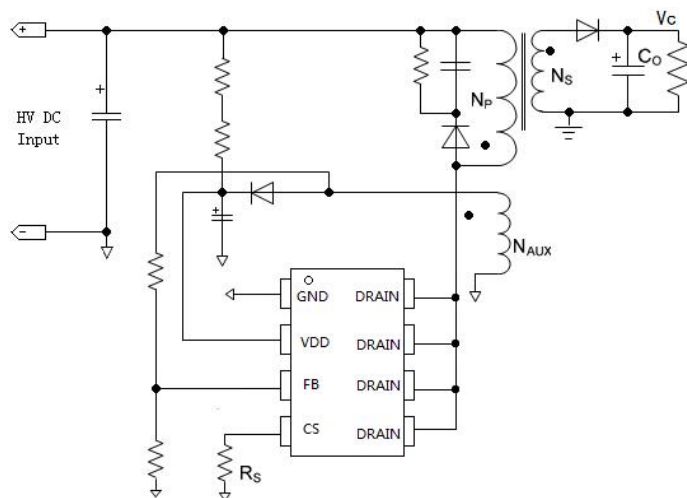 +
Vc
+
+
Co
HV DC
Input
NP
NS
-
+
NAUX
GND DRAIN
VDD DRAIN
FB DRAIN
CS DRAIN
RS